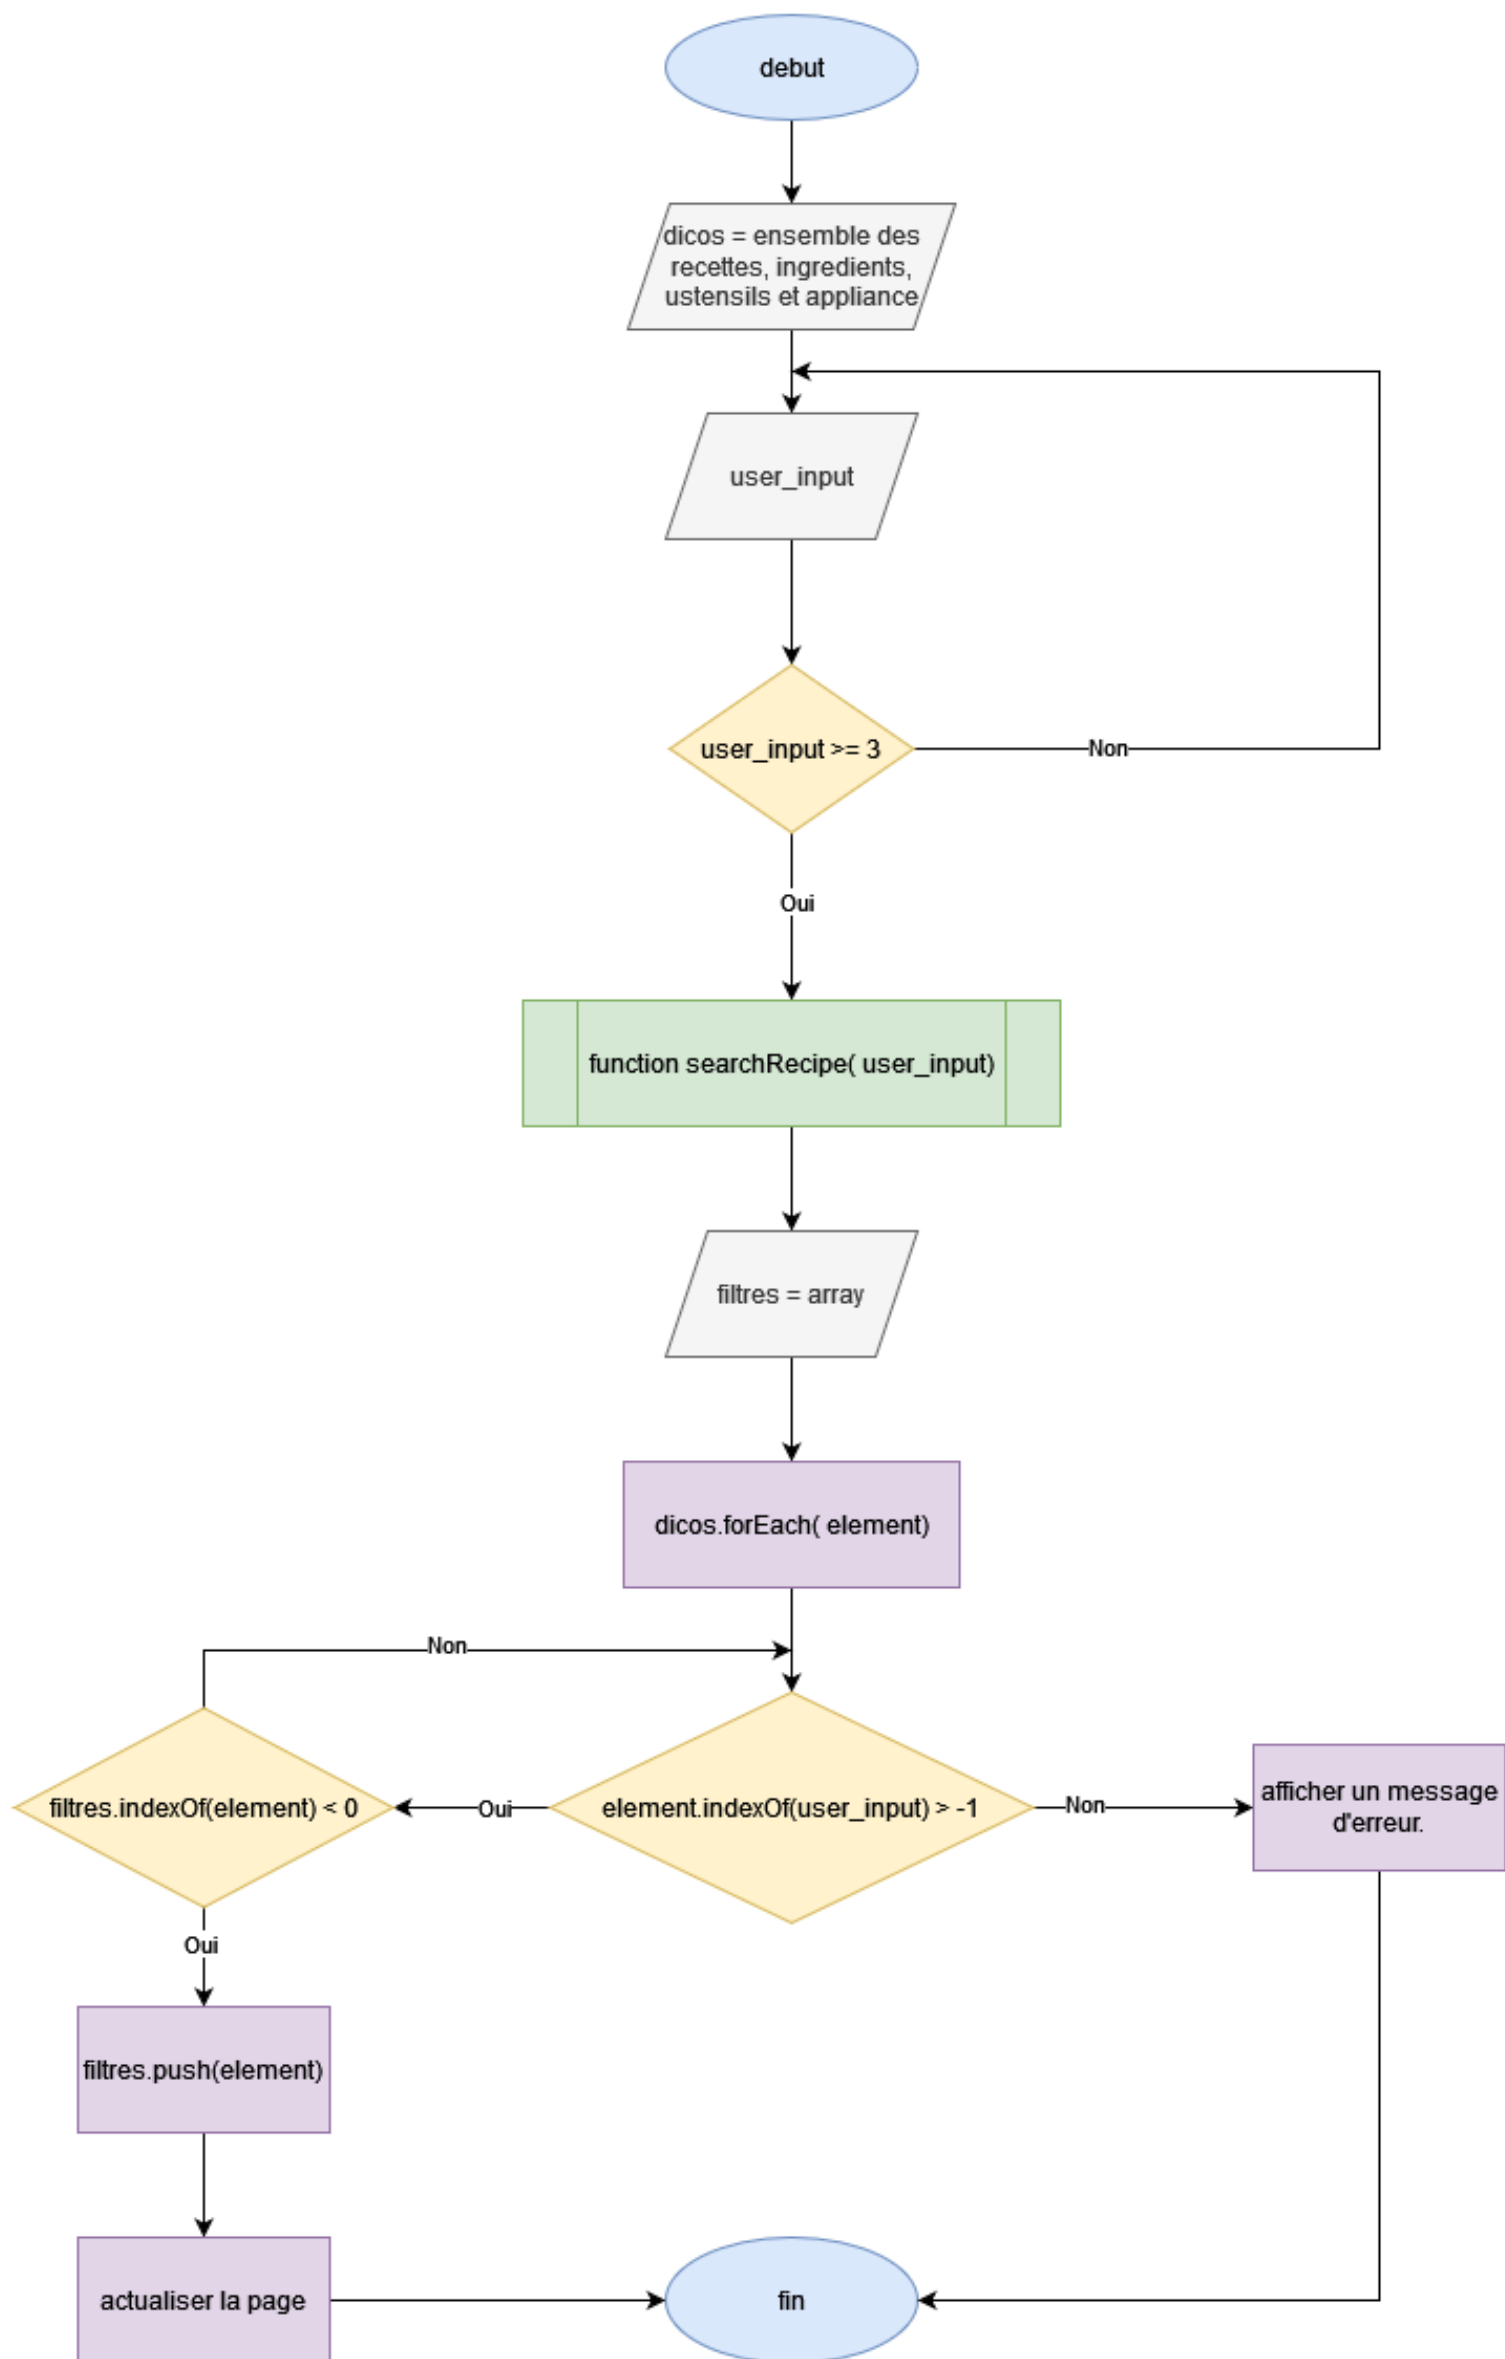 debut
dicos = ensemble des
recettes, ingredients,
ustensils et appliance
user_input
user_input >= 3
Non
Oui
function searchRecipe( user_input)
filtres = array
dicos.forEach( element)
Non
filtres.indexOf(element) < 0
Oui
element.indexOf(user_input) > -1
Non
afficher un message
d'erreur.
Oui
filtres.push(element)
actualiser la page
fin